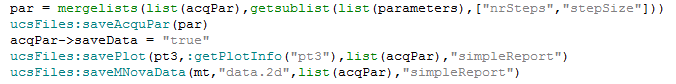 par = mergelists(list(acqPar),getsublist(list(parameters),["nrSteps","stepSize"]))
ucsFiles:saveAcquPar(par)
acqPar->saveData = "true"
ucsFiles:savePlot(pt3,:getPlotInfo("pt3"),list(acqPar),"simpleReport")
ucsFiles:saveMNovaData(mt,"data.2d",list(acqPar),"simpleReport")